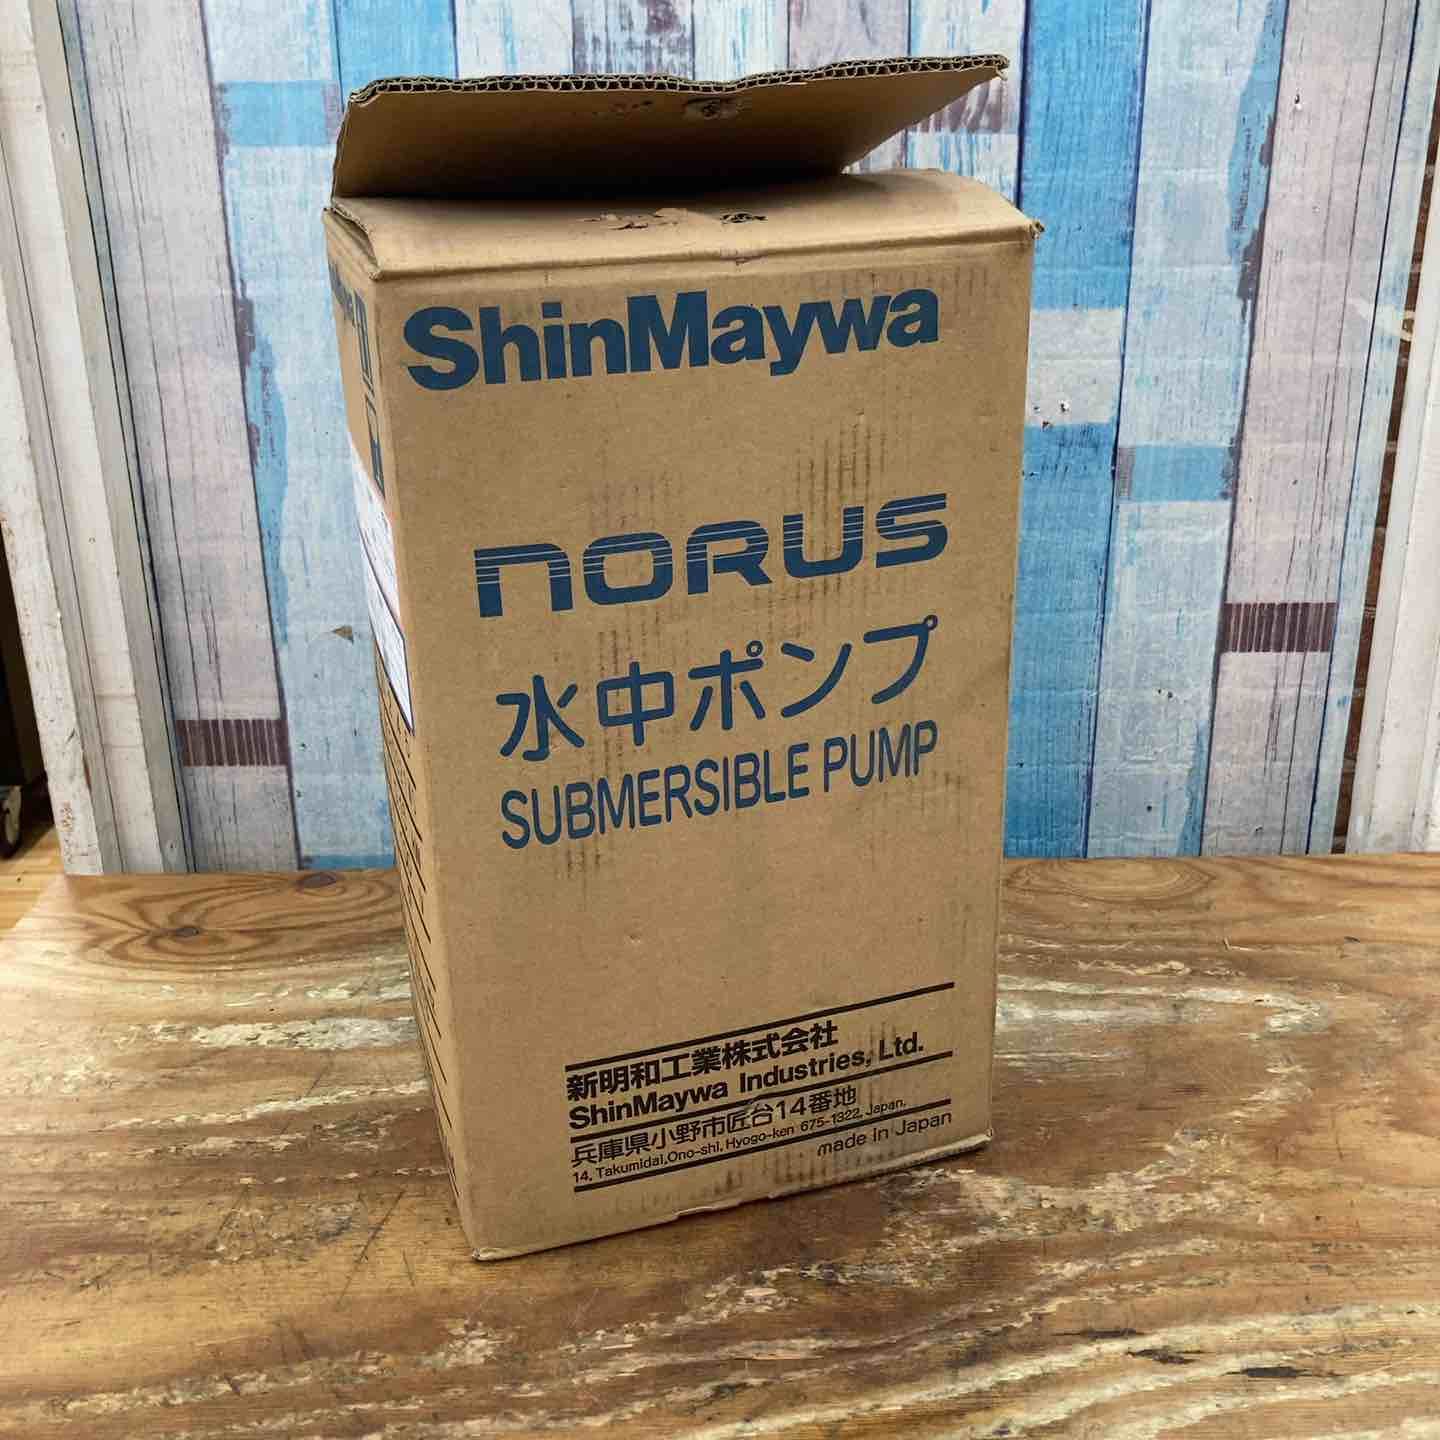 ShinMaywa
NORUS
水中ポンプ
SUBMERSIBLE PUMP
新明和工業株式会社
ShinMaywa Industries, Ltd.
兵庫県小野市匠台14番地
14, Takumidai, Ono-shi, Hyogo-ken 675-1322, Japan.
made in Japan